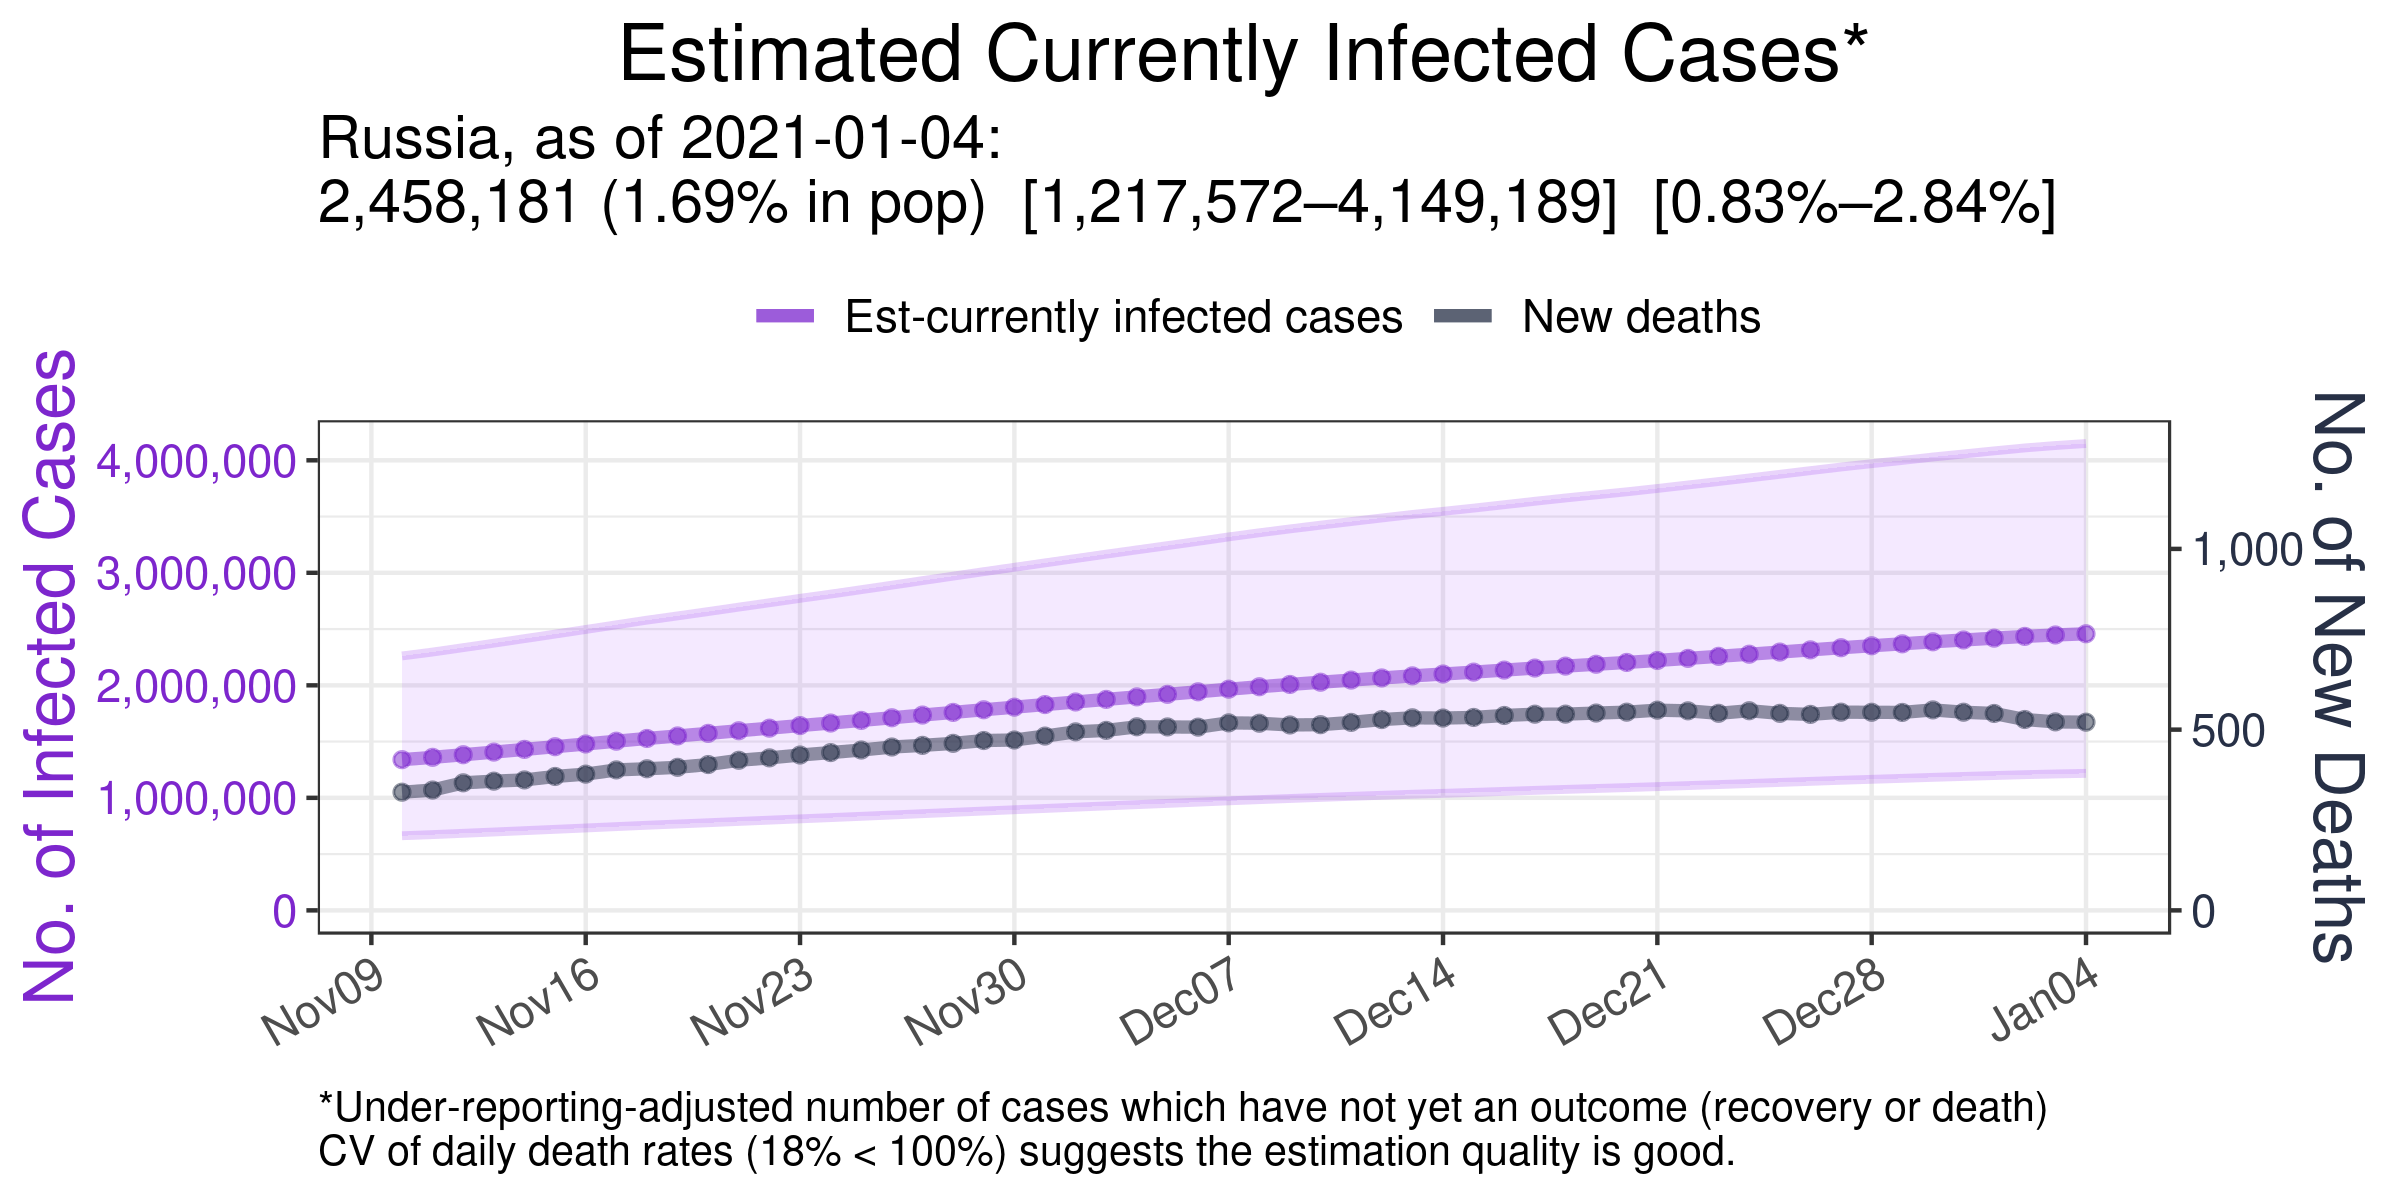 Estimated Currently Infected Cases*
Russia, as of 2021-01-04:
2,458,181 (1.69% in pop)  [1,217,572–4,149,189]  [0.83%–2.84%]
Est-currently infected cases
New deaths
No. of Infected Cases
4,000,000
3,000,000
2,000,000
1,000,000
0
1,000
500
0
No. of New Deaths
Nov09
Nov16
Nov23
Nov30
Dec07
Dec14
Dec21
Dec28
Jan04
*Under-reporting-adjusted number of cases which have not yet an outcome (recovery or death)
CV of daily death rates (18% < 100%) suggests the estimation quality is good.